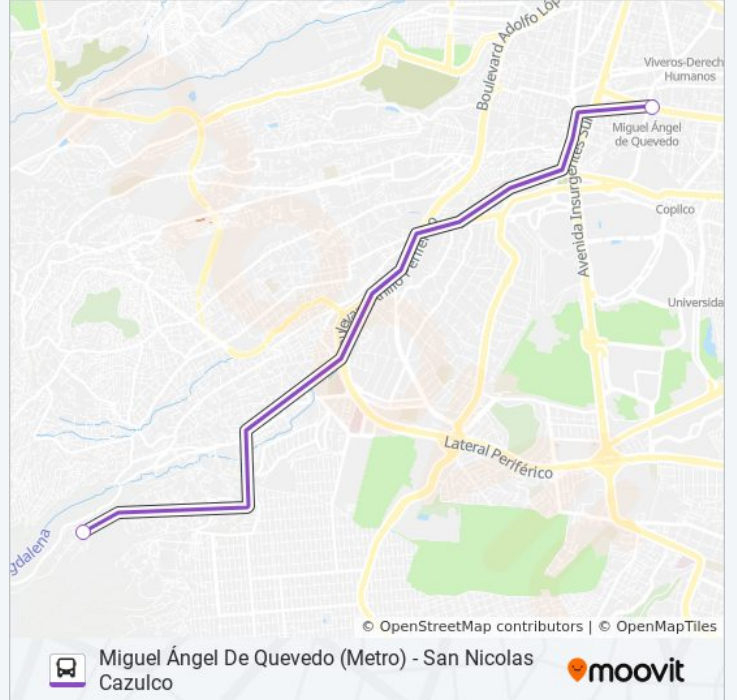 Boulevard Adolfo Lóp
Viveros-Derech
Humanos
Miguel Ángel
de Quevedo
Avenida Insurgentes Sur
Copilco
Universida
Lateral Periférico
gdalena
© OpenStreetMap contributors | © OpenMapTiles
Miguel Ángel De Quevedo (Metro) - San Nicolas
Cazulco
moovit